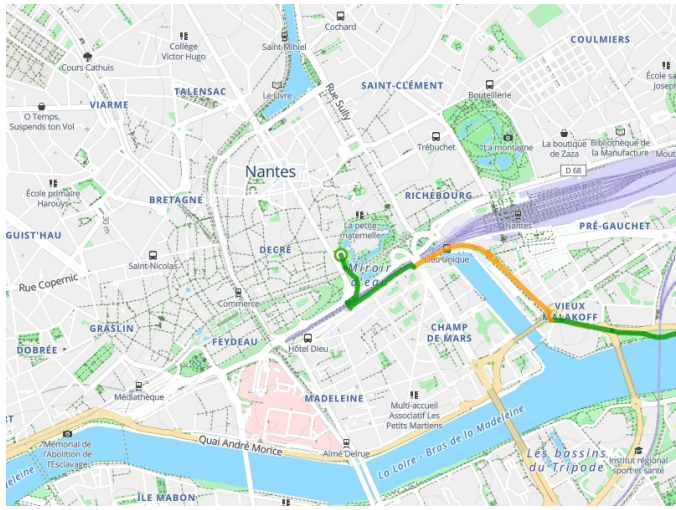 Cochard
Collège
Victor Hugo
Saint-Mihiel
COULMIERS
Cours Cathuis
Rue Sully
École sa
Joseph
TALENSAC
Le Livre
SAINT-CLÉMENT
Bouteillerie
VIARME
O Temps,
Suspends ton Vol
Trébuchet
La montagne
La boutique
de Zaza
Bibliothèque de
la Manufacture
Mout
Nantes
D 68
École primaire
Harouys
BRETAGNE
RICHEBOURG
30 m
La petite
maternelle
Nantes
PRÉ-GAUCHET
GUIST'HAU
DECRÉ
Saint-Nicolas
Lieu Unique
Miroir
d'eau
Rue Copernic
Commerce
VIEUX
MALAKOFF
GRASLIN
CHAMP
DE MARS
FEYDEAU
Hôtel Dieu
DOBRÉE
Médiathèque
MADELEINE
Multi-accueil
Associatif Les
Petits Martiens
RT
Quai André Morice
Aimé Delrue
La Loire - Bras de la Madeleine
Mémorial de
l'Abolition de
l'Esclavage
Les bassins
du Tripode
Institut régional
sport et santé
deleine
ÎLE MABON